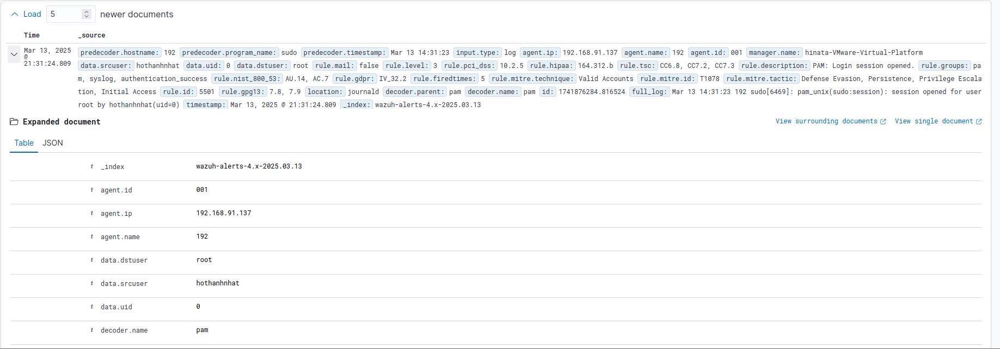 Load 5 newer documents
Time _source
Mar 13, 2025 @ 21:31:24.809
predecoder.hostname: 192 predecoder.program_name: sudo predecoder.timestamp: Mar 13 14:31:23 input.type: log agent.ip: 192.168.91.137 agent.name: 192 agent.id: 001 manager.name: hinata-VMware-Virtual-Platform
data.srcuser: hothanhnhat data.uid: 0 data.dstuser: root rule.mail: false rule.level: 3 rule.pci_dss: 10.2.5 rule.hipaa: 164.312.b rule.tsc: CC6.8, CC7.2, CC7.3 rule.description: PAM: Login session opened. rule.groups: pa
m, syslog, authentication_success rule.nist_800_53: AU.14, AC.7 rule.gdpr: IV_32.2 rule.firedtimes: 5 rule.mitre.technique: Valid Accounts rule.mitre.id: T1078 rule.mitre.tactic: Defense Evasion, Persistence, Privilege Escala
tion, Initial Access rule.id: 5501 rule.gpg13: 7.8, 7.9 location: journald decoder.parent: pam decoder.name: pam id: 1741876284.816524 full_log: Mar 13 14:31:23 192 sudo[6469]: pam_unix(sudo:session): session opened for user
root by hothanhnhat(uid=0) timestamp: Mar 13, 2025 @ 21:31:24.809 _index: wazuh-alerts-4.x-2025.03.13
Expanded document View surrounding documents View single document
Table JSON
t _index wazuh-alerts-4.x-2025.03.13
t agent.id 001
t agent.ip 192.168.91.137
t agent.name 192
t data.dstuser root
t data.srcuser hothanhnhat
t data.uid 0
t decoder.name pam